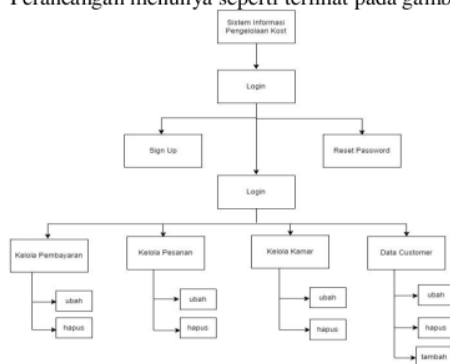 Perancangan menunya seperti terlihat pada gamb
Sistem Informasi
Pengelolaan Kost
Login
Sign Up
Reset Password
Login
Kelola Pembayaran
Kelola Pesanan
Kelola Kamar
Data Customer
ubah
hapus
ubah
hapus
ubah
hapus
ubah
hapus
tambah